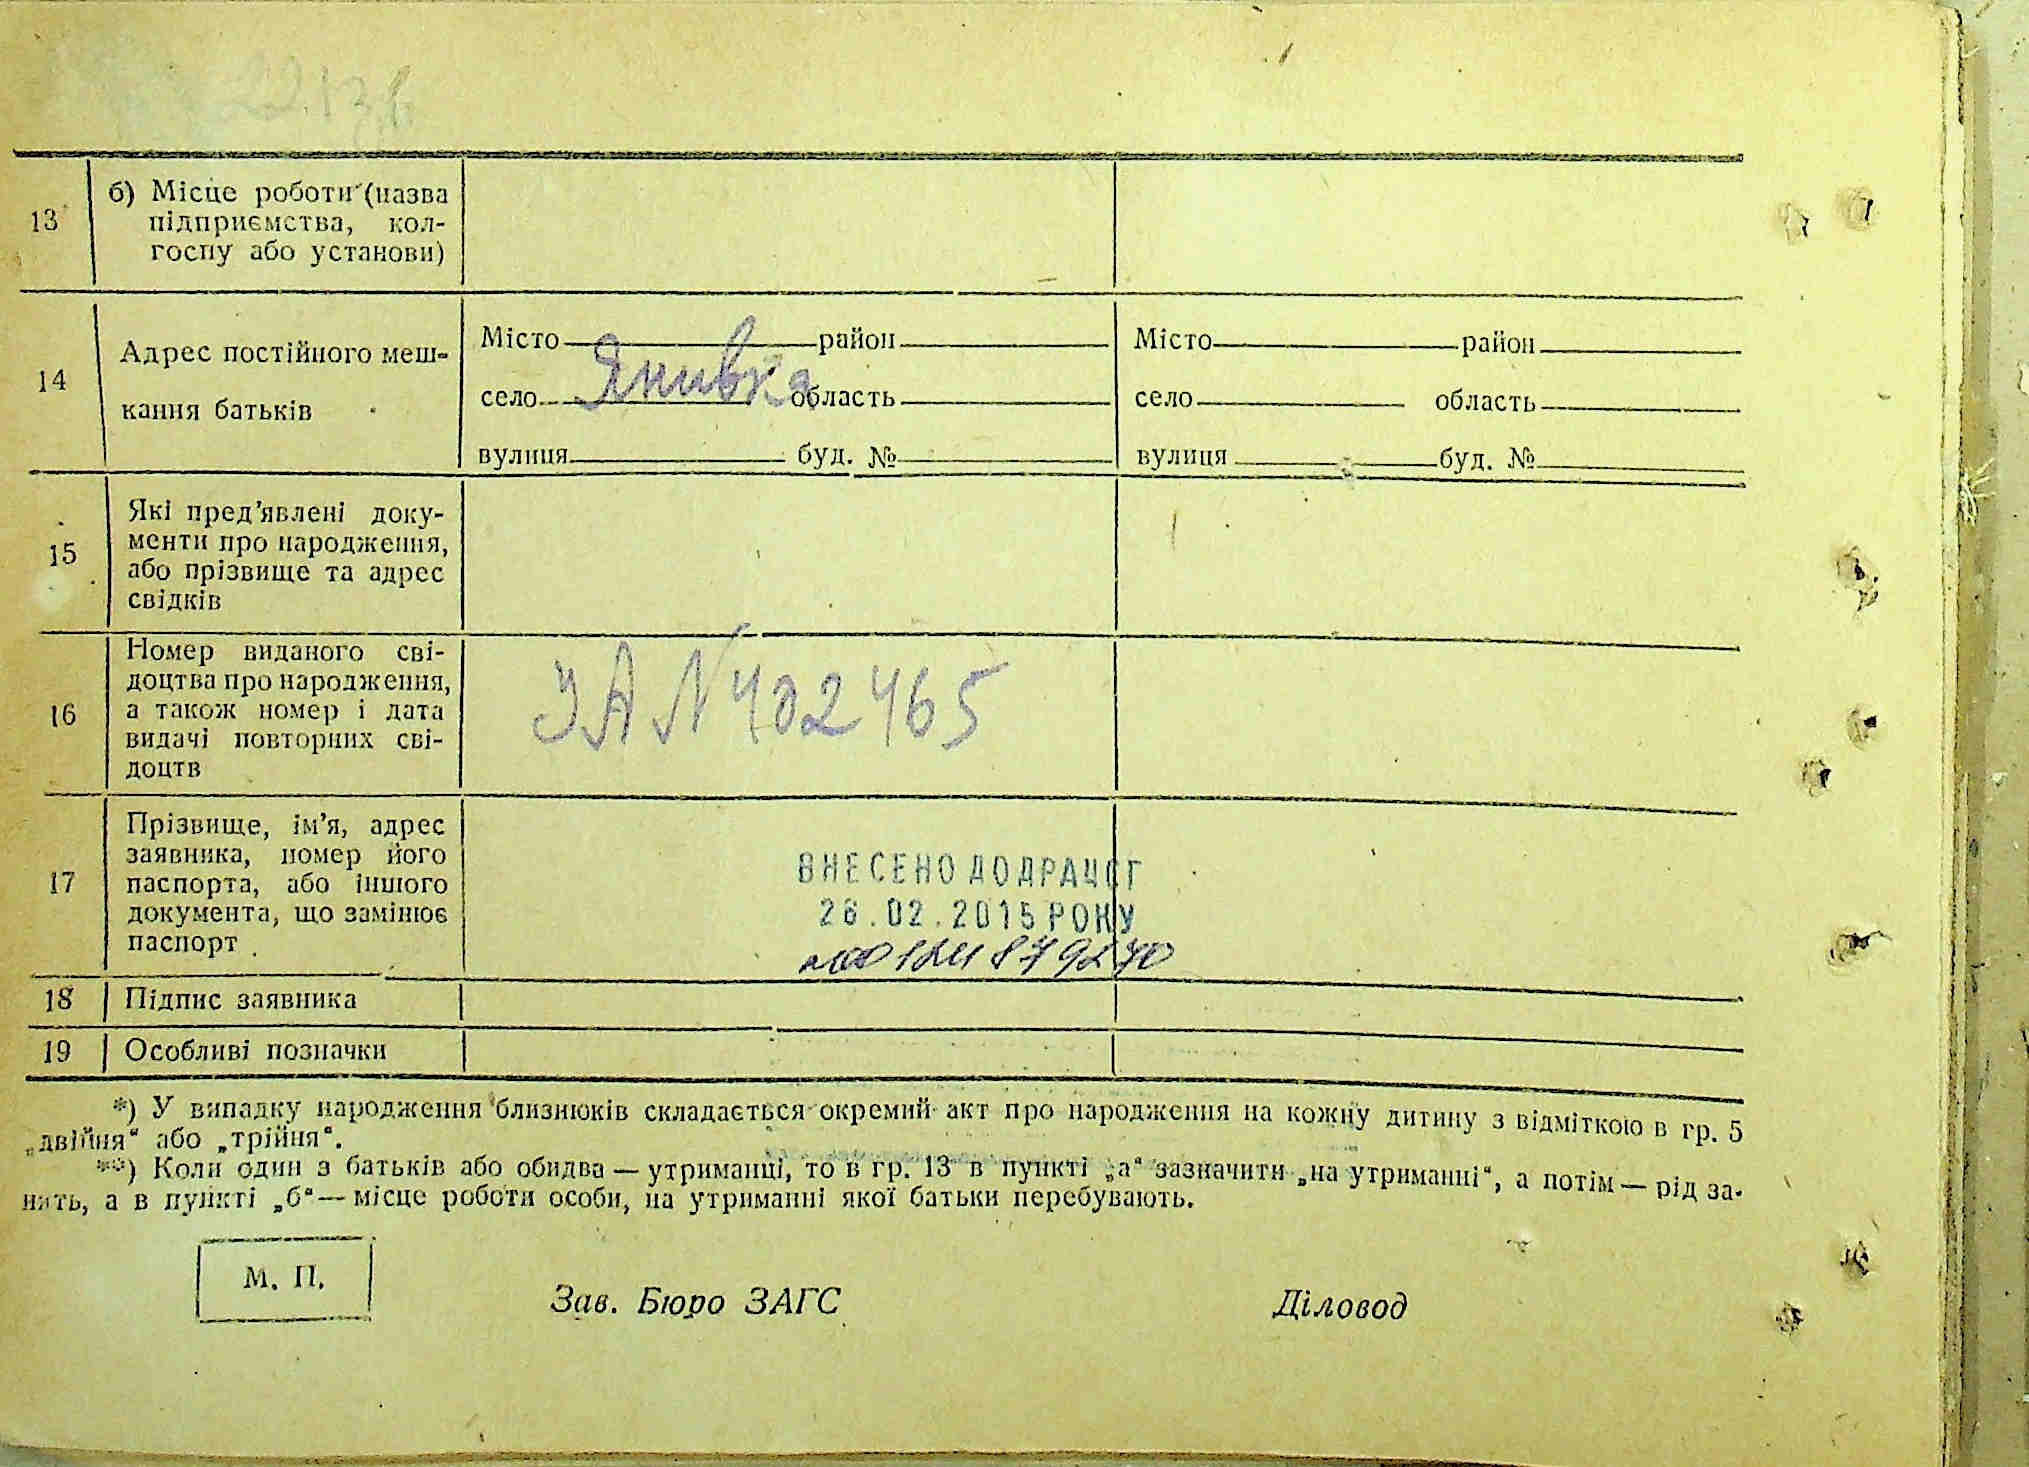 13
б) Місце роботи (назва
підприємства, кол-
госпу або установи)
14
Адрес постійного меш-
кання батьків
Місто район
село Янивка область
вулиця буд. №
Місто район
село область
вулиця буд. №
15
Які пред’явлені доку-
менти про народження,
або прізвище та адрес
свідків
16
Номер виданого сві-
доцтва про народження,
а також номер і дата
видачі повторних сві-
доцтв
ЗА N 402465
17
Прізвище, ім’я, адрес
заявника, номер його
паспорта, або іншого
документа, що замінює
паспорт
ВНЕСЕНО ДО ДРАЦСГ
26.02.2015 РОКУ
18 Підпис заявника
19 Особливі позначки
*) У випадку народження близнюків складається окремий акт про народження на кожну дитину з відміткою в гр. 5
„двійня“ або „трійня“.
**) Коли один з батьків або обидва — утриманці, то в гр. 13 в пункті „а“ зазначити „на утриманні“, а потім — рід за-
нять, а в пункті „б“ — місце роботи особи, на утриманні якої батьки перебувають.
М. П.
Зав. Бюро ЗАГС
Діловод